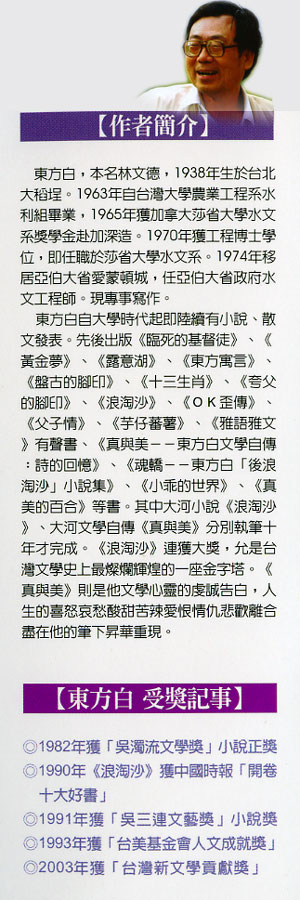 【作者簡介】
東方白，本名林文德，1938年生於台北
大稻埕。1963年自台灣大學農業工程系水
利組畢業，1965年獲加拿大莎省大學水文
系獎學金赴加深造。1970年獲工程博士學
位，即任職於莎省大學水文系。1974年移
居亞伯大省愛蒙頓城，任亞伯大省政府水
文工程師。現專事寫作。
東方白自大學時代起即陸續有小說、散
文發表。先後出版《臨死的基督徒》、《
黃金夢》、《露意湖》、《東方寓言》、
《盤古的腳印》、《十三生肖》、《夸父
的腳印》、《浪淘沙》、《ＯＫ歪傳》、
《父子情》、《芋仔蕃薯》、《雅語雅文
》有聲書、《真與美－－東方白文學自傳
：詩的回憶》、《魂轎－－東方白「後浪
淘沙」小說集》、《小乖的世界》、《真
美的百合》等書。其中大河小說《浪淘沙
》、大河文學自傳《真與美》分別執筆十
年才完成。《浪淘沙》連獲大獎，允是台
灣文學史上最燦爛輝煌的一座金字塔。《
真與美》則是他文學心靈的虔誠告白，人
生的喜怒哀愁酸甜苦辣愛恨情仇悲歡離合
盡在他的筆下昇華重現。
【東方白 受獎記事】
◎1982年獲「吳濁流文學獎」小說正獎
◎1990年《浪淘沙》獲中國時報「開卷
十大好書」
◎1991年獲「吳三連文藝獎」小說獎
◎1993年獲「台美基金會人文成就獎」
◎2003年獲「台灣新文學貢獻獎」